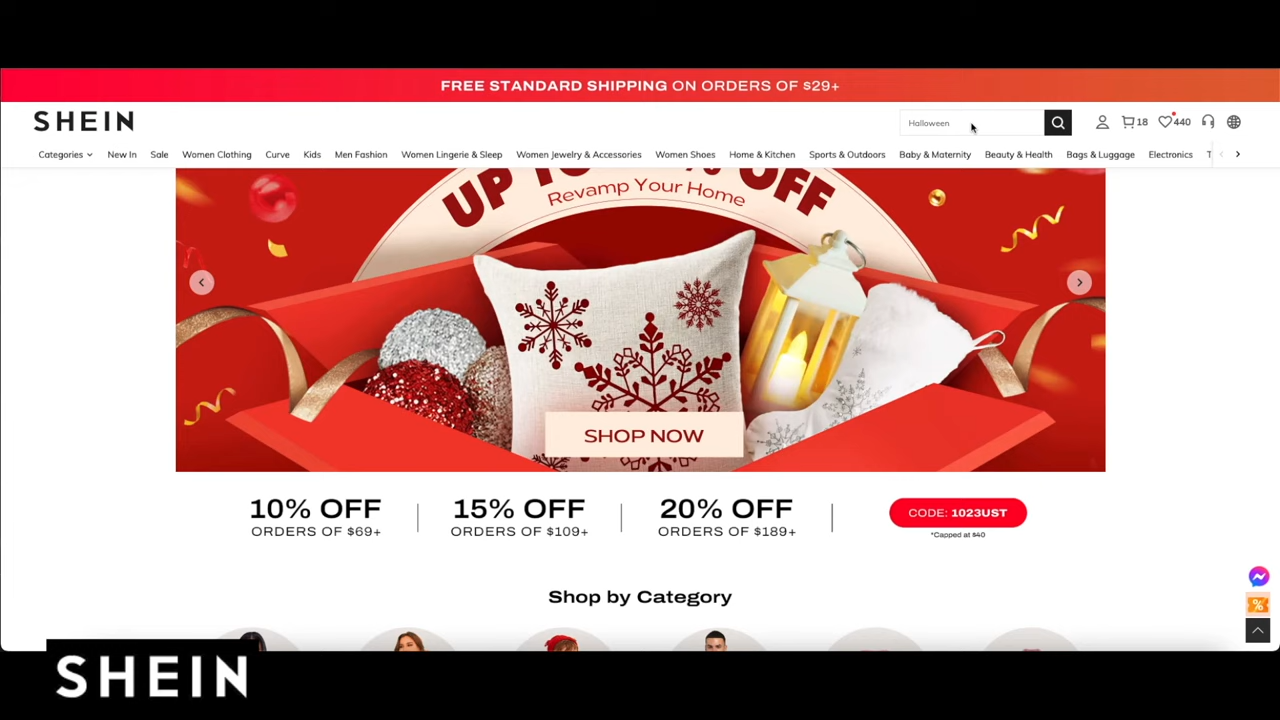 FREE STANDARD SHIPPING ON ORDERS OF $29+
SHEIN
Halloween
18
440
Categories New In Sale Women Clothing Curve Kids Men Fashion Women Lingerie & Sleep Women Jewelry & Accessories Women Shoes Home & Kitchen Sports & Outdoors Baby & Maternity Beauty & Health Bags & Luggage Electronics T
UP OFF
Revamp Your Home
SHOP NOW
10% OFF 15% OFF 20% OFF CODE: 1023UST
ORDERS OF $69+ ORDERS OF $109+ ORDERS OF $189+ *Capped at $40
%
Shop by Category
SHEIN